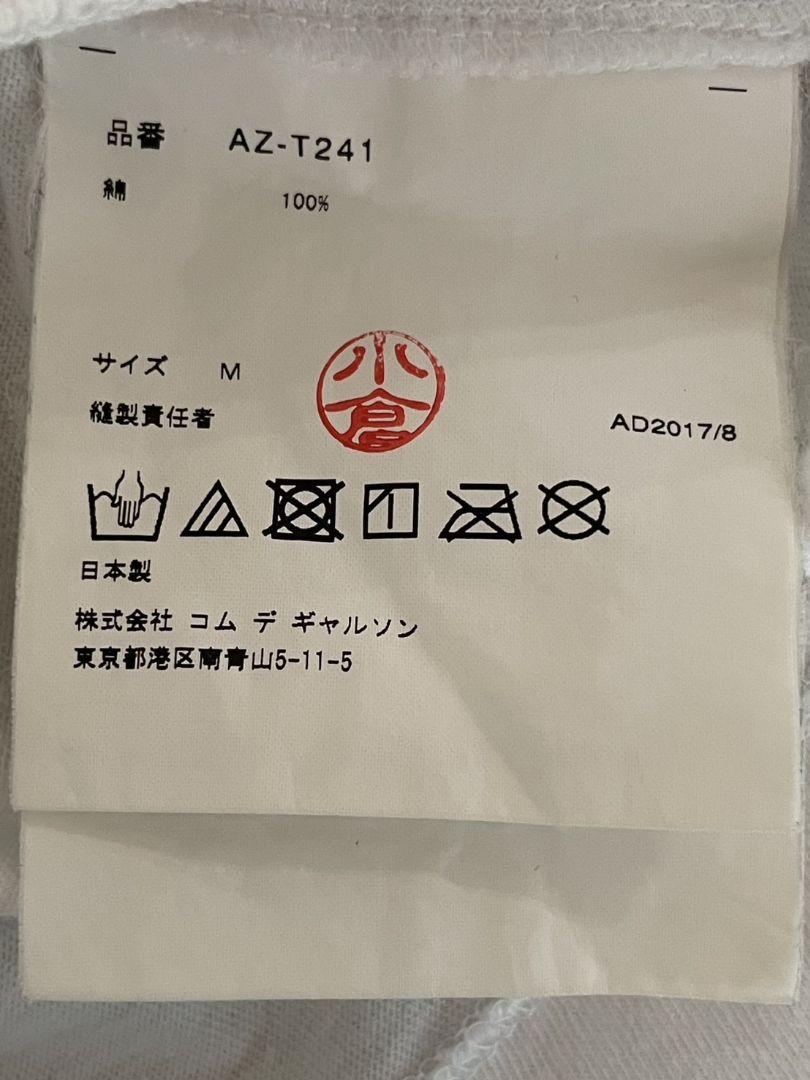 品番 AZ-T241
綿 100%
サイズ M
小倉
縫製責任者
AD2017/8
日本製
株式会社 コム デ ギャルソン
東京都港区南青山5-11-5